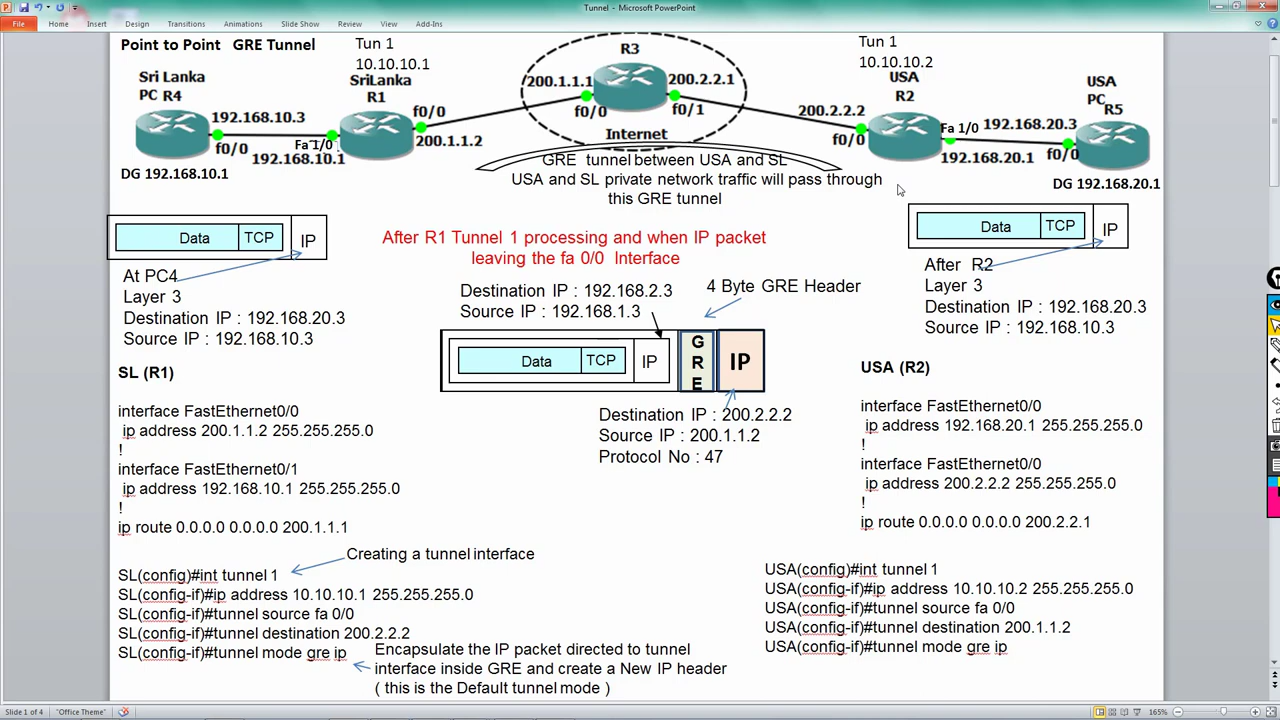 Tunnel - Microsoft PowerPoint
File Home Insert Design Transitions Animations Slide Show Review View Add-Ins
Point to Point GRE Tunnel
Tun 1
10.10.10.1
Sri Lanka
PC R4
SriLanka
R1
R3
200.1.1.1
200.2.2.1
f0/0
f0/1
Internet
Tun 1
10.10.10.2
USA
R2
USA
PC
R5
192.168.10.3
f0/0
Fa 1/0
192.168.10.1
f0/0
200.1.1.2
200.2.2.2
f0/0
Fa 1/0
192.168.20.3
192.168.20.1
f0/0
DG 192.168.10.1
DG 192.168.20.1
GRE tunnel between USA and SL
USA and SL private network traffic will pass through
this GRE tunnel
Data TCP IP
At PC4
Layer 3
Destination IP : 192.168.20.3
Source IP : 192.168.10.3
After R1 Tunnel 1 processing and when IP packet
leaving the fa 0/0 Interface
Destination IP : 192.168.2.3
Source IP : 192.168.1.3
4 Byte GRE Header
Data TCP IP
G
R
E
IP
Destination IP : 200.2.2.2
Source IP : 200.1.1.2
Protocol No : 47
Data TCP IP
After R2
Layer 3
Destination IP : 192.168.20.3
Source IP : 192.168.10.3
SL (R1)
interface FastEthernet0/0
ip address 200.1.1.2 255.255.255.0
!
interface FastEthernet0/1
ip address 192.168.10.1 255.255.255.0
!
ip route 0.0.0.0 0.0.0.0 200.1.1.1
Creating a tunnel interface
SL(config)#int tunnel 1
SL(config-if)#ip address 10.10.10.1 255.255.255.0
SL(config-if)#tunnel source fa 0/0
SL(config-if)#tunnel destination 200.2.2.2
SL(config-if)#tunnel mode gre ip
Encapsulate the IP packet directed to tunnel
interface inside GRE and create a New IP header
( this is the Default tunnel mode )
USA (R2)
interface FastEthernet0/0
ip address 192.168.20.1 255.255.255.0
!
interface FastEthernet0/0
ip address 200.2.2.2 255.255.255.0
!
ip route 0.0.0.0 0.0.0.0 200.2.2.1
USA(config)#int tunnel 1
USA(config-if)#ip address 10.10.10.2 255.255.255.0
USA(config-if)#tunnel source fa 0/0
USA(config-if)#tunnel destination 200.1.1.2
USA(config-if)#tunnel mode gre ip
Slide 1 of 4 "Office Theme" 165%